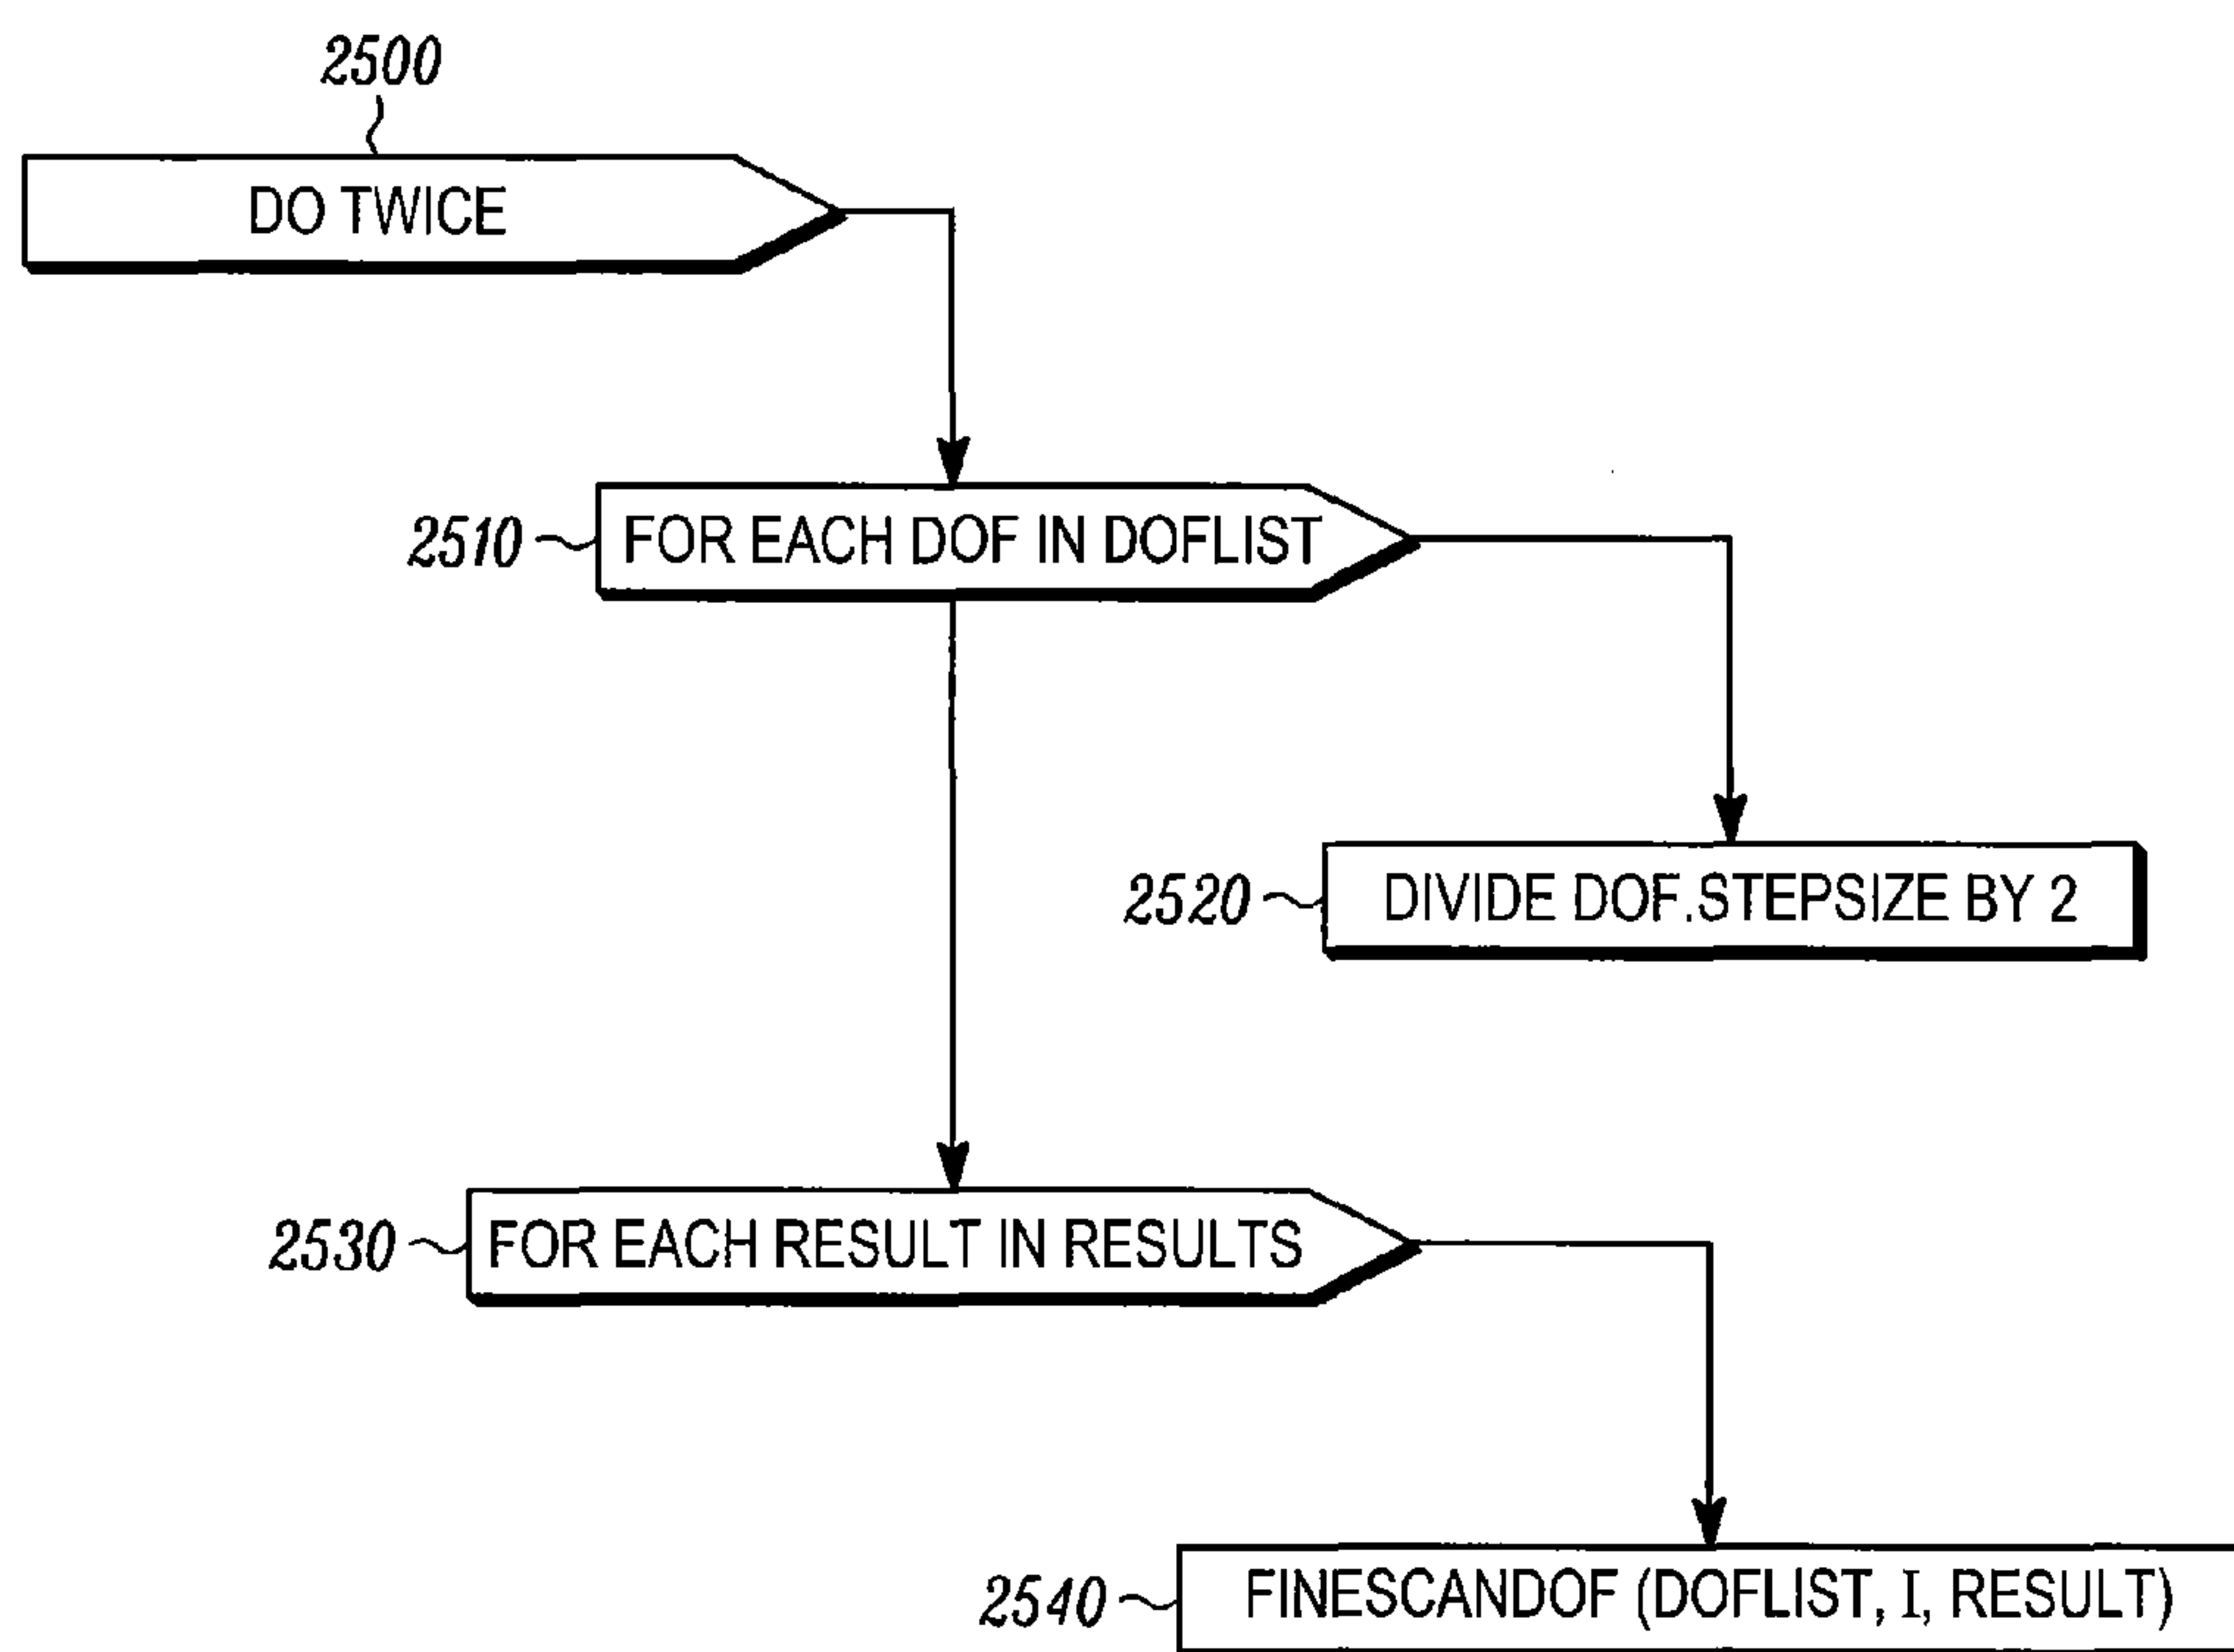 2500
DO TWICE
2510
FOR EACH DOF IN DOFLIST
2520
DIVIDE DOF.STEPSIZE BY 2
2530
FOR EACH RESULT IN RESULTS
2540
FINESCANDOF (DOFLIST, I, RESULT)